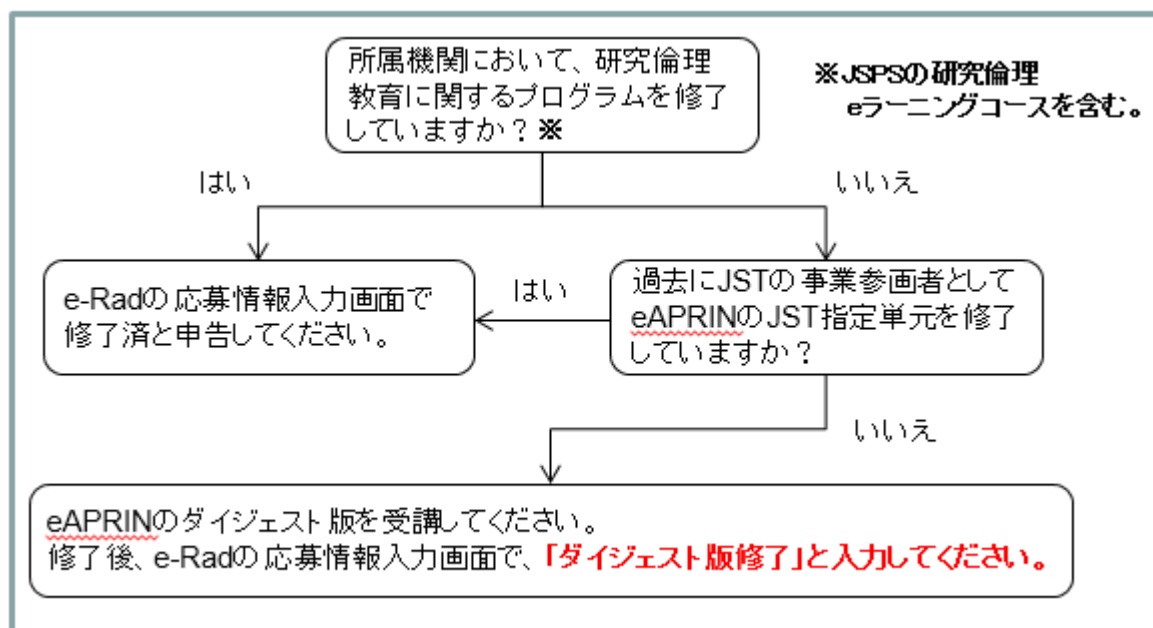 所属機関において、研究倫理
教育に関するプログラムを修了
していますか？※
※JSPSの研究倫理
eラーニングコースを含む。
はい
いいえ
e-Radの応募情報入力画面で
修了済と申告してください。
はい
過去にJSTの事業参画者として
eAPRINのJST指定単元を修了
していますか？
いいえ
eAPRINのダイジェスト版を受講してください。
修了後、e-Radの応募情報入力画面で、「ダイジェスト版修了」と入力してください。